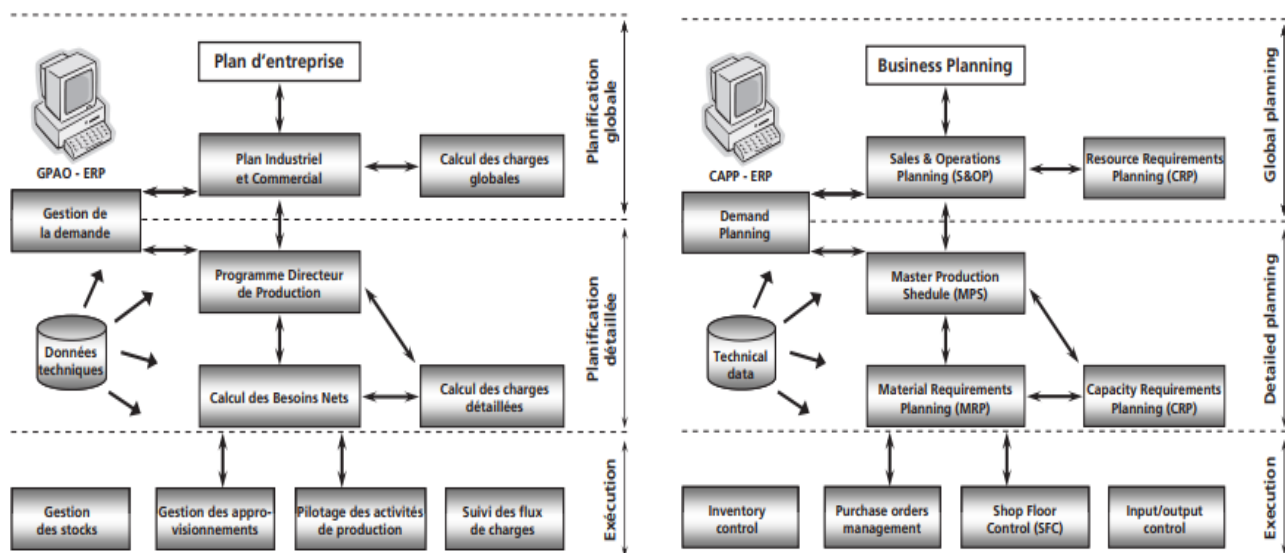 Plan d'entreprise
Planification
globale
GPAO - ERP
Plan Industriel
et Commercial
Calcul des charges
globales
Gestion de
la demande
Programme Directeur
de Production
Planification
détaillée
Données
techniques
Calcul des Besoins Nets
Calcul des charges
détaillées
Exécution
Gestion
des stocks
Gestion des appro-
visionnements
Pilotage des activités
de production
Suivi des flux
de charges
Business Planning
Global planning
CAPP - ERP
Sales & Operations
Planning (S&OP)
Resource Requirements
Planning (CRP)
Demand
Planning
Master Production
Shedule (MPS)
Detailed planning
Technical
data
Material Requirements
Planning (MRP)
Capacity Requirements
Planning (CRP)
Execution
Inventory
control
Purchase orders
management
Shop Floor
Control (SFC)
Input/output
control